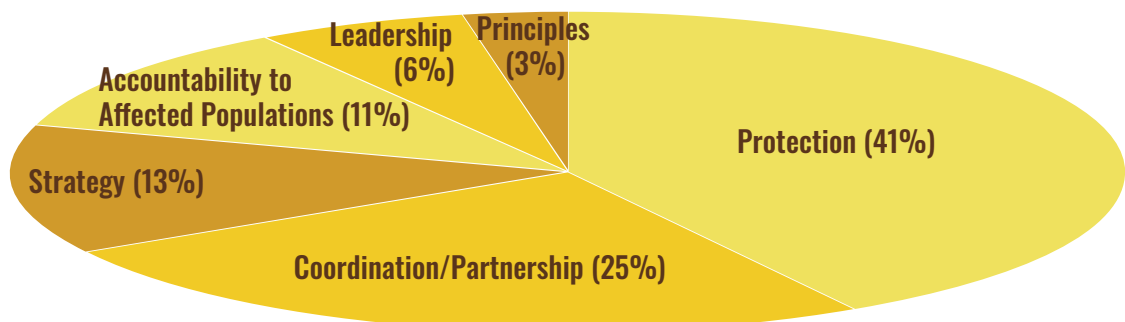 Leadership
(6%)
Principles
(3%)
Accountability to
Affected Populations (11%)
Protection (41%)
Strategy (13%)
Coordination/Partnership (25%)